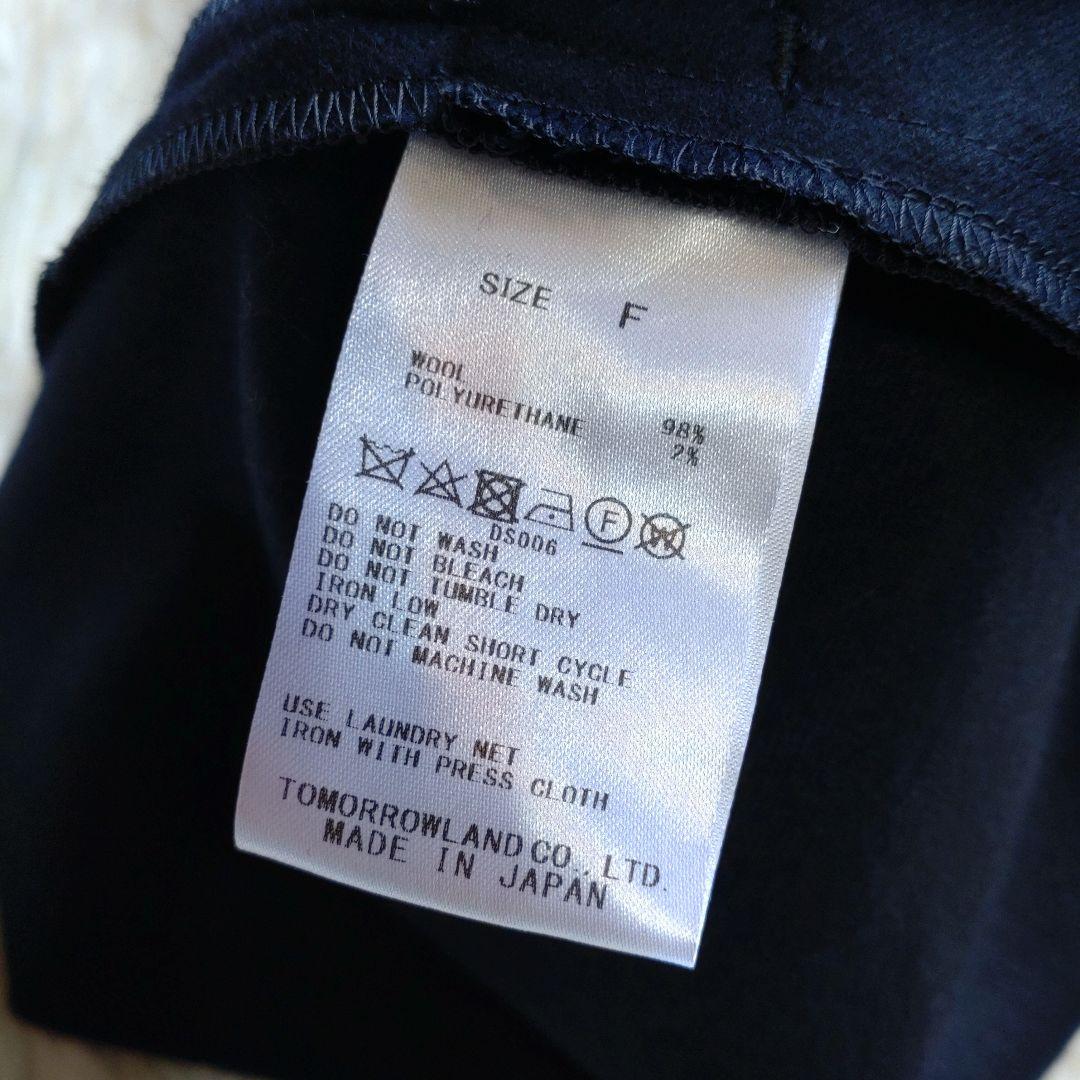 SIZE F
WOOL 98%
POLYURETHANE 2%
F W
DS006
DO NOT WASH
DO NOT BLEACH
DO NOT TUMBLE DRY
IRON LOW
DRY CLEAN SHORT CYCLE
DO NOT MACHINE WASH
USE LAUNDRY NET
IRON WITH PRESS CLOTH
TOMORROWLAND CO., LTD.
MADE IN JAPAN